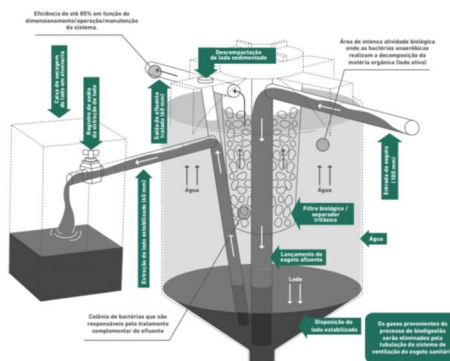 Eficiência de até 85% em função do
dimensionamento/operação/manutenção
do sistema.
Descompactação
de lodo sedimentado
Área de intensa atividade biológica
onde as bactérias anaeróbicas
realizam a decomposição da
matéria orgânica (lodo ativo)
Caixa de secagem
do lodo em alvenaria
Registro de saída
da extração de lodo
Saída de efluente
tratado (60 mm)
Extração de lodo estabilizado (60 mm)
Entrada de esgoto
(100 mm)
Água
Água
Filtro biológico /
separador
trifásico
Água
Lançamento do
esgoto afluente
Lodo
Colônia de bactérias que são
responsáveis pelo tratamento
complementar do efluente
Disposição do
lodo estabilizado
Os gases provenientes do
processo de biodigestão
serão eliminados pela
tubulação do sistema de
ventilação do esgoto sanitário